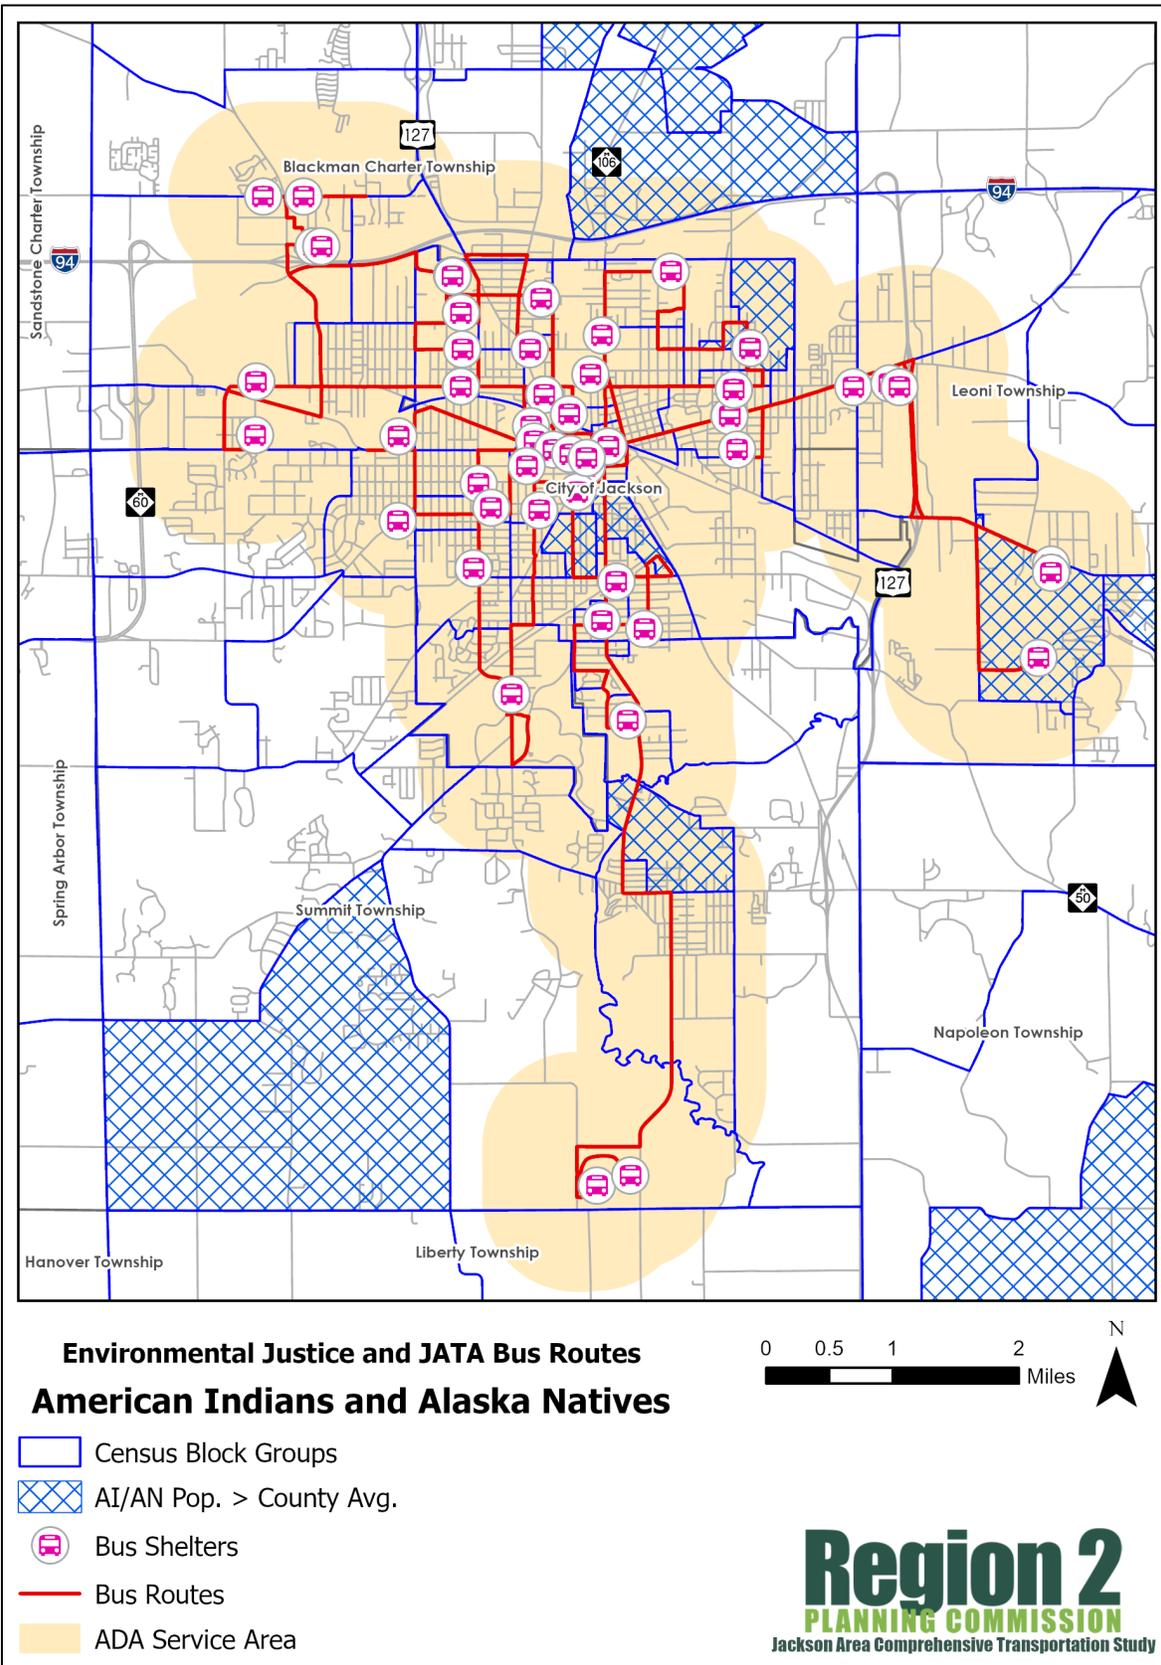 127
Blackman Charter Township
M
106
94
Sandstone Charter Township
94
Leoni Township
M
60
City of Jackson
127
Spring Arbor Township
Summit Township
M
50
Napoleon Township
Hanover Township
Liberty Township
Environmental Justice and JATA Bus Routes
American Indians and Alaska Natives
0 0.5 1 2
Miles
N
Census Block Groups
AI/AN Pop. > County Avg.
Bus Shelters
Bus Routes
ADA Service Area
Region 2
PLANNING COMMISSION
Jackson Area Comprehensive Transportation Study